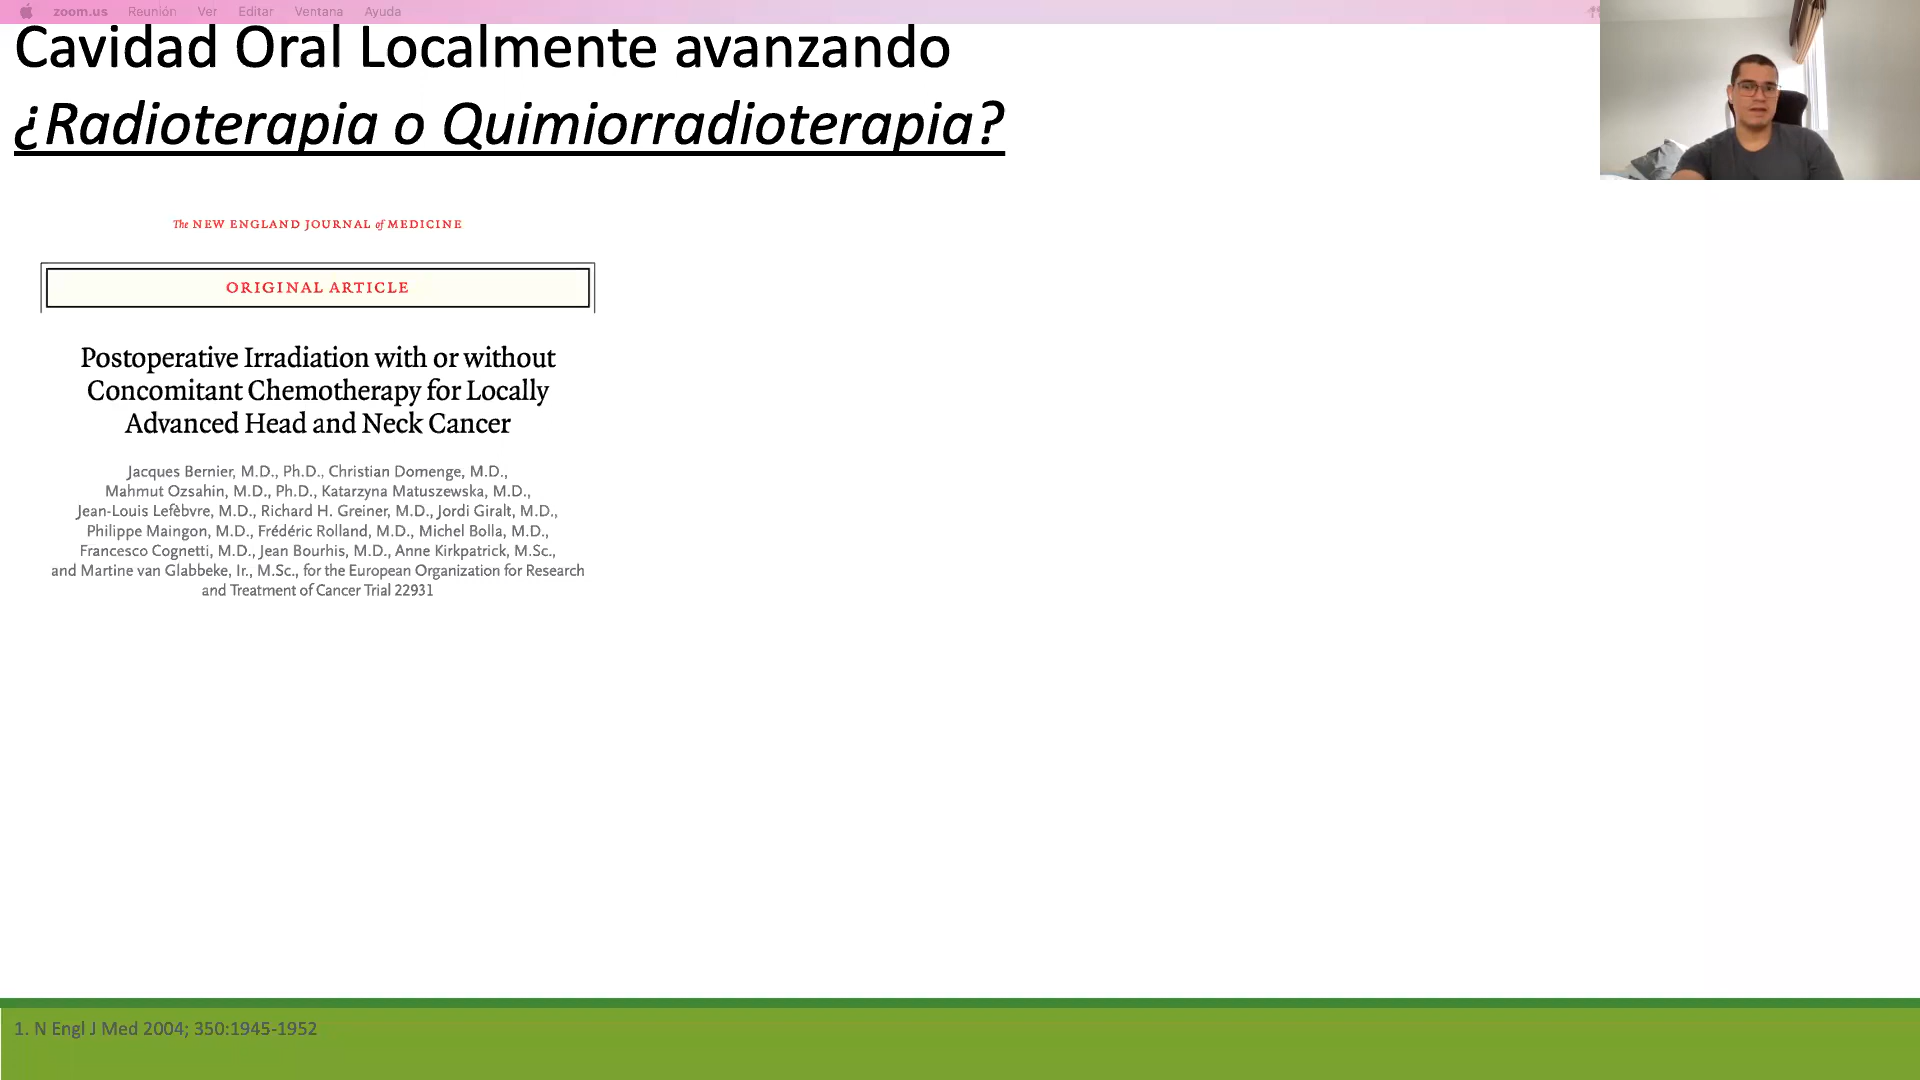 zoom.us Reunión Ver Editar Ventana Ayuda
Cavidad Oral Localmente avanzando
¿Radioterapia o Quimiorradioterapia?
The NEW ENGLAND JOURNAL of MEDICINE
ORIGINAL ARTICLE
Postoperative Irradiation with or without
Concomitant Chemotherapy for Locally
Advanced Head and Neck Cancer
Jacques Bernier, M.D., Ph.D., Christian Domenge, M.D.,
Mahmut Ozsahin, M.D., Ph.D., Katarzyna Matuszewska, M.D.,
Jean-Louis Lefèbvre, M.D., Richard H. Greiner, M.D., Jordi Giralt, M.D.,
Philippe Maingon, M.D., Frédéric Rolland, M.D., Michel Bolla, M.D.,
Francesco Cognetti, M.D., Jean Bourhis, M.D., Anne Kirkpatrick, M.Sc.,
and Martine van Glabbeke, Ir., M.Sc., for the European Organization for Research
and Treatment of Cancer Trial 22931
1. N Engl J Med 2004; 350:1945-1952